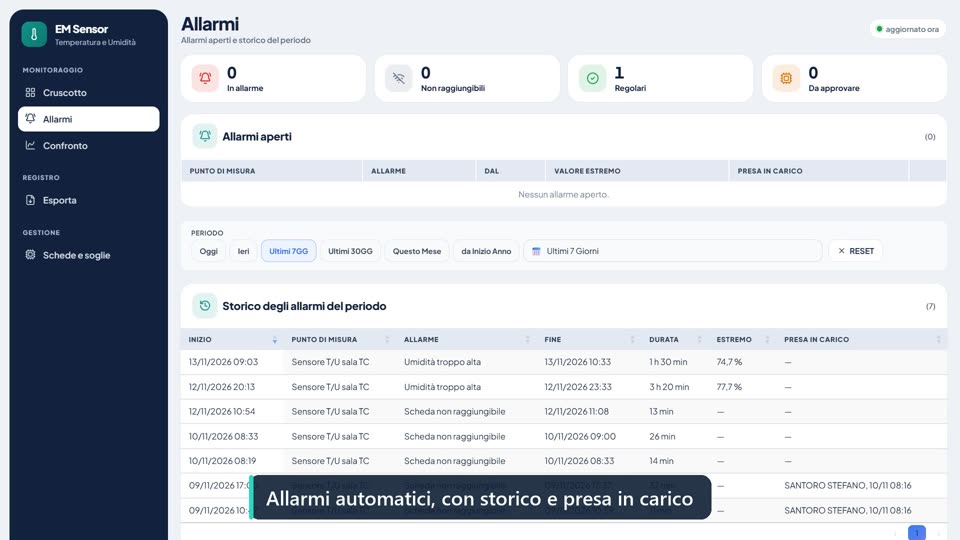 EM Sensor
Temperatura e Umidità
MONITORAGGIO
Cruscotto
Allarmi
Confronto
REGISTRO
Esporta
GESTIONE
Schede e soglie
Allarmi
Allarmi aperti e storico del periodo
aggiornato ora
0 In allarme
0 Non raggiungibili
1 Regolari
0 Da approvare
Allarmi aperti (0)
PUNTO DI MISURA ALLARME DAL VALORE ESTREMO PRESA IN CARICO
Nessun allarme aperto.
PERIODO
Oggi Ieri Ultimi 7GG Ultimi 30GG Questo Mese da Inizio Anno Ultimi 7 Giorni × RESET
Storico degli allarmi del periodo (7)
INIZIO PUNTO DI MISURA ALLARME FINE DURATA ESTREMO PRESA IN CARICO
13/11/2026 09:03 Sensore T/U sala TC Umidità troppo alta 13/11/2026 10:33 1 h 30 min 74,7 % —
12/11/2026 20:13 Sensore T/U sala TC Umidità troppo alta 12/11/2026 23:33 3 h 20 min 77,7 % —
12/11/2026 10:54 Sensore T/U sala TC Scheda non raggiungibile 12/11/2026 11:08 13 min — —
10/11/2026 08:33 Sensore T/U sala TC Scheda non raggiungibile 10/11/2026 09:00 26 min — —
10/11/2026 08:19 Sensore T/U sala TC Scheda non raggiungibile 10/11/2026 08:33 14 min — —
09/11/2026 — SANTORO STEFANO, 10/11 08:16
09/11/2026 — SANTORO STEFANO, 10/11 08:16
Allarmi automatici, con storico e presa in carico
‹ 1 ›